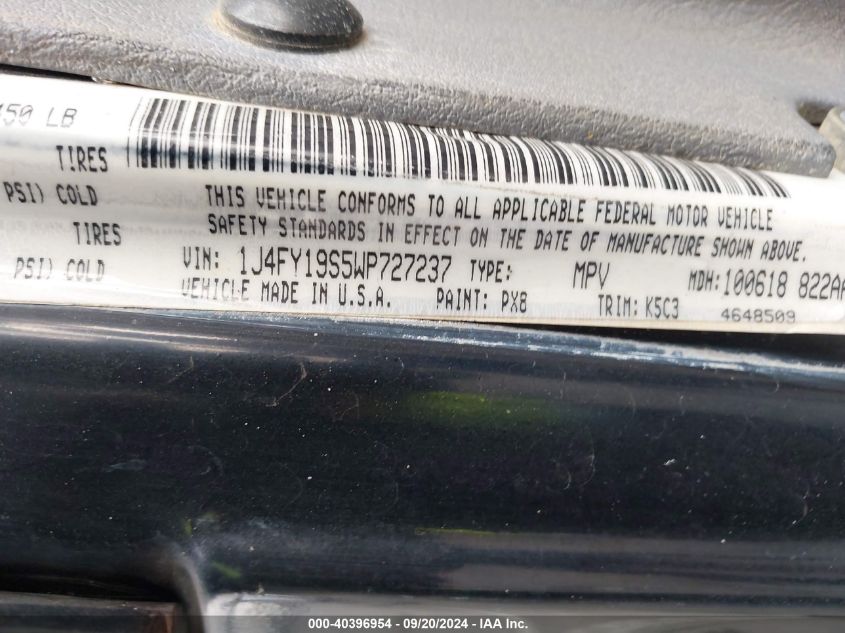 450 LB
TIRES
PSI) COLD
TIRES
PSI) COLD
THIS VEHICLE CONFORMS TO ALL APPLICABLE FEDERAL MOTOR VEHICLE
SAFETY STANDARDS IN EFFECT ON THE DATE OF MANUFACTURE SHOWN ABOVE.
VIN: 1J4FY19S5WP727237 TYPE: MPV MDH:100618 822AA
VEHICLE MADE IN U.S.A. PAINT: PX8 TRIM: K5C3 4648509
000-40396954 - 09/20/2024 - IAA Inc.